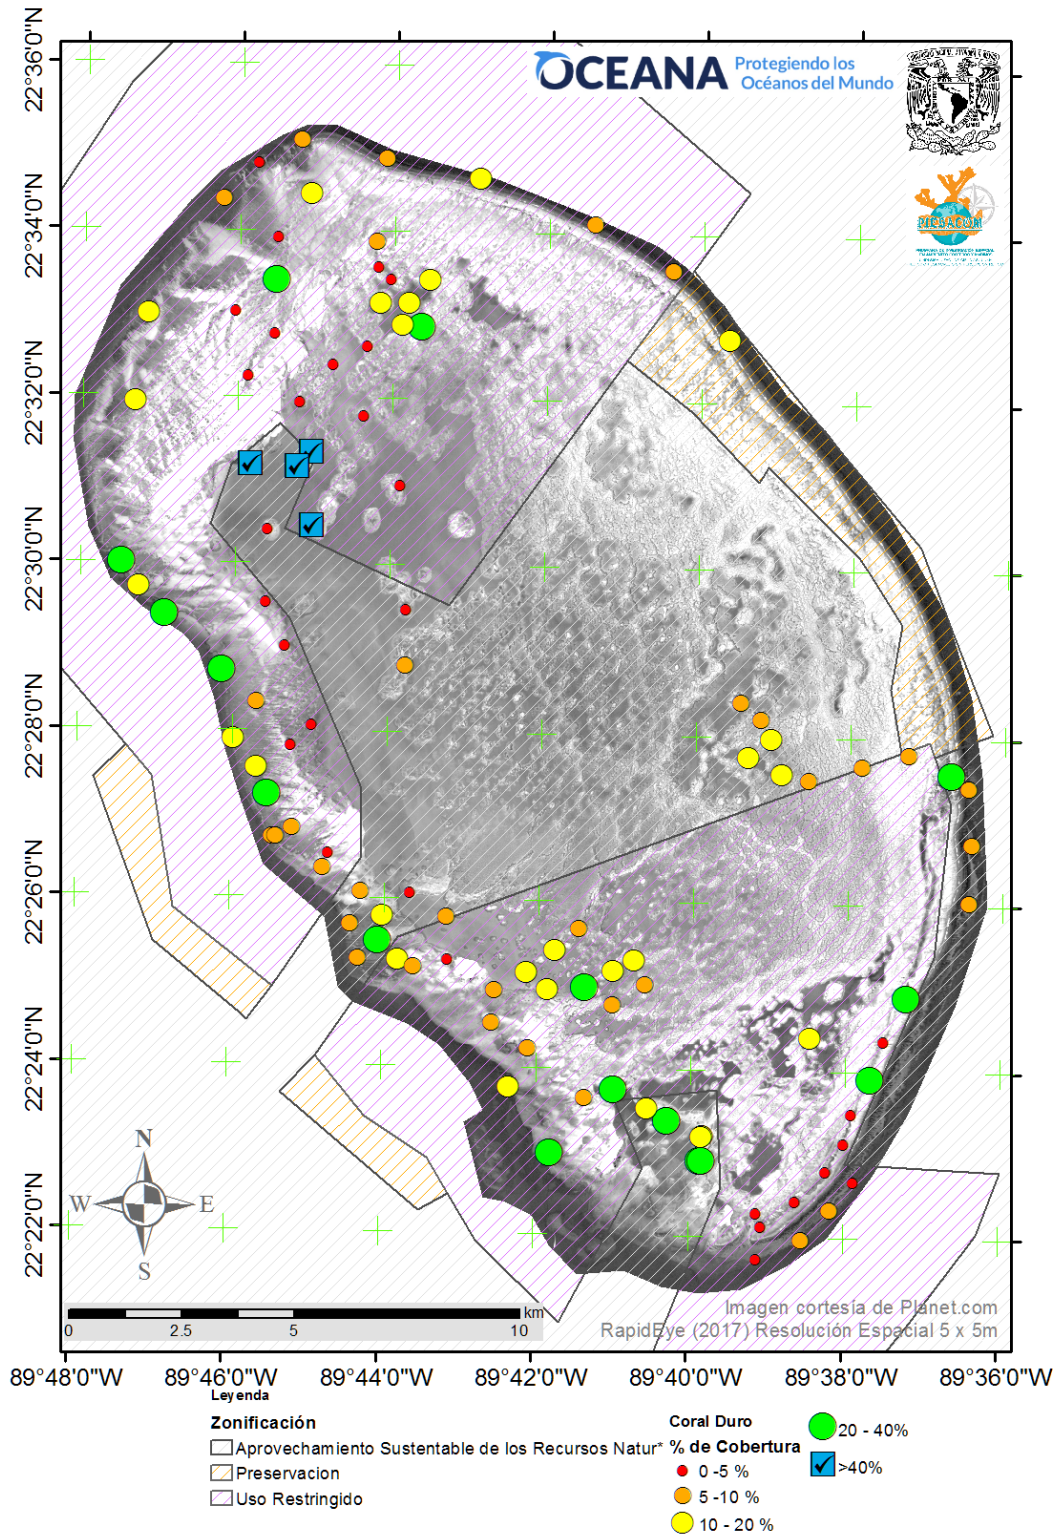 OCEANA
Protegiendo los
Océanos del Mundo
22°36'0"N
22°34'0"N
22°32'0"N
22°30'0"N
22°28'0"N
22°26'0"N
22°24'0"N
22°22'0"N
N
W
E
S
km
0
2.5
5
10
Imagen cortesía de Planet.com
RapidEye (2017) Resolución Espacial 5 x 5m
89°48'0"W
89°46'0"W
89°44'0"W
89°42'0"W
89°40'0"W
89°38'0"W
89°36'0"W
Leyenda
Zonificación
Aprovechamiento Sustentable de los Recursos Natur*
Preservacion
Uso Restringido
Coral Duro
% de Cobertura
0 -5 %
5 -10 %
10 - 20 %
20 - 40%
>40%